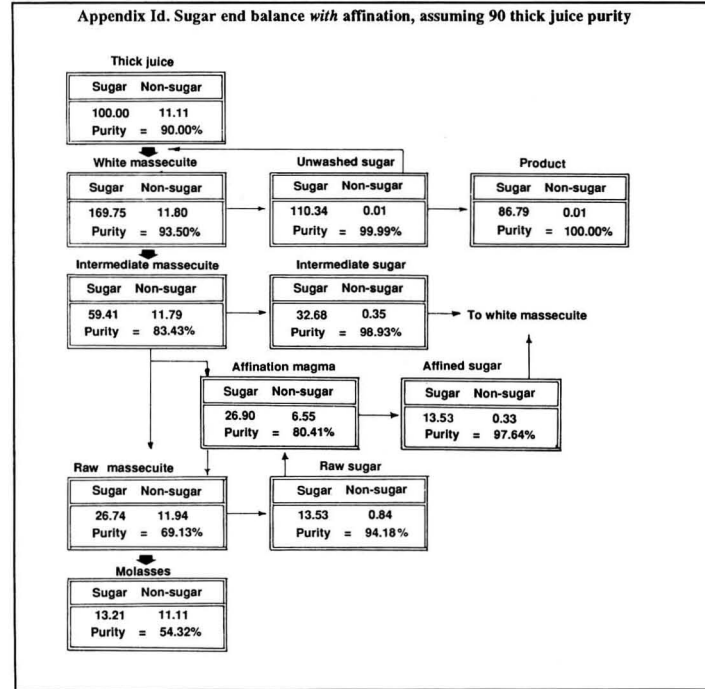 Appendix Id. Sugar end balance with affination, assuming 90 thick juice purity
Thick juice
Sugar Non-sugar
100.00 11.11
Purity = 90.00%
White massecuite
Sugar Non-sugar
169.75 11.80
Purity = 93.50%
Unwashed sugar
Sugar Non-sugar
110.34 0.01
Purity = 99.99%
Product
Sugar Non-sugar
86.79 0.01
Purity = 100.00%
Intermediate massecuite
Sugar Non-sugar
59.41 11.79
Purity = 83.43%
Intermediate sugar
Sugar Non-sugar
32.68 0.35
Purity = 98.93%
To white massecuite
Affination magma
Sugar Non-sugar
26.90 6.55
Purity = 80.41%
Affined sugar
Sugar Non-sugar
13.53 0.33
Purity = 97.64%
Raw massecuite
Sugar Non-sugar
26.74 11.94
Purity = 69.13%
Raw sugar
Sugar Non-sugar
13.53 0.84
Purity = 94.18%
Molasses
Sugar Non-sugar
13.21 11.11
Purity = 54.32%